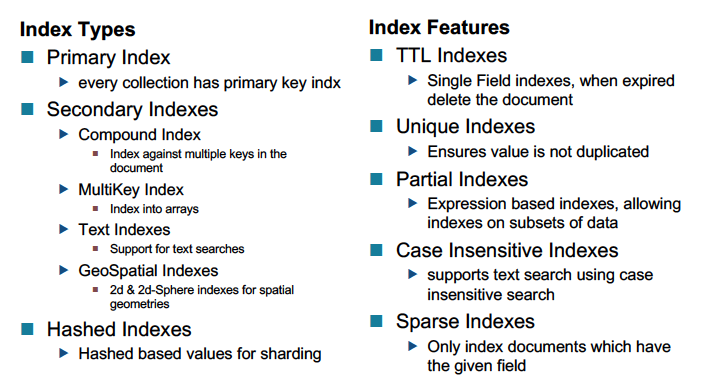 Index Types
Primary Index
every collection has primary key indx
Secondary Indexes
Compound Index
Index against multiple keys in the
document
MultiKey Index
Index into arrays
Text Indexes
Support for text searches
GeoSpatial Indexes
2d & 2d-Sphere indexes for spatial
geometries
Hashed Indexes
Hashed based values for sharding
Index Features
TTL Indexes
Single Field indexes, when expired
delete the document
Unique Indexes
Ensures value is not duplicated
Partial Indexes
Expression based indexes, allowing
indexes on subsets of data
Case Insensitive Indexes
supports text search using case
insensitive search
Sparse Indexes
Only index documents which have
the given field